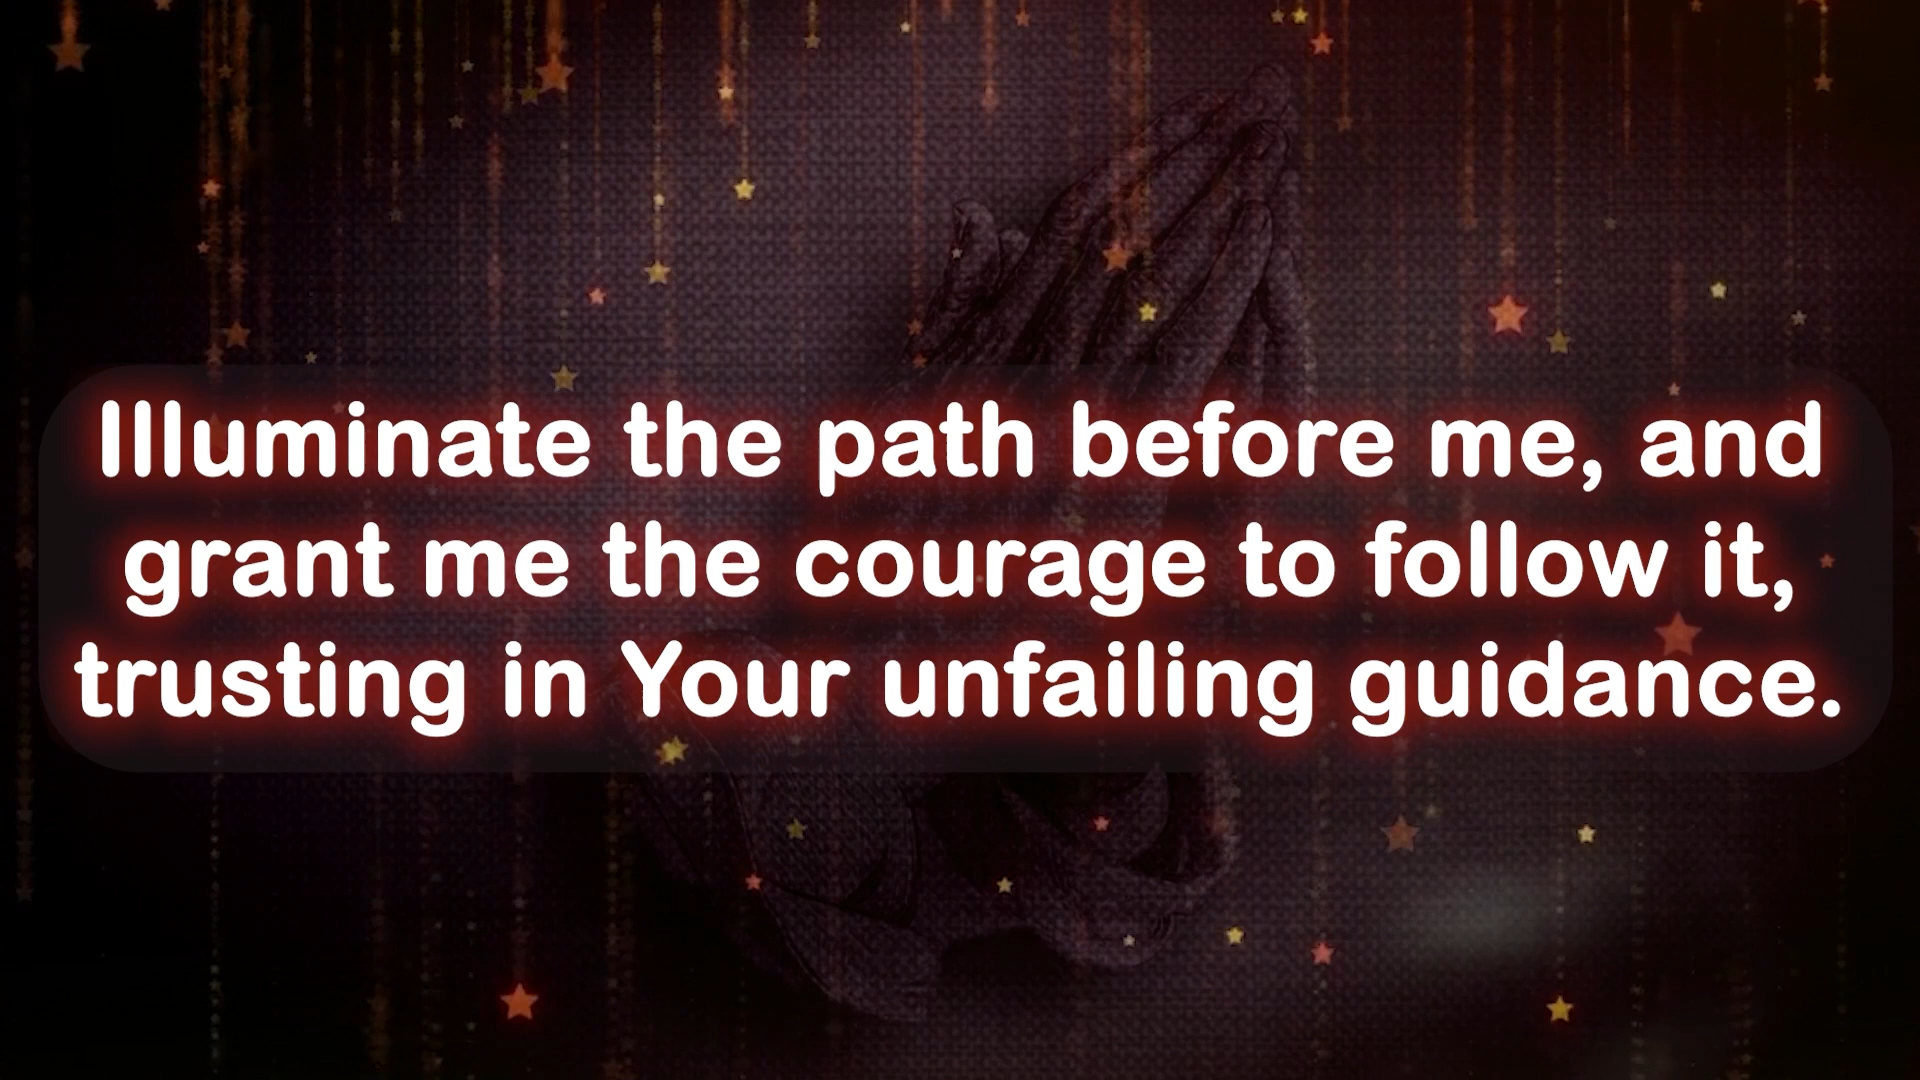 Illuminate the path before me, and
grant me the courage to follow it,
trusting in Your unfailing guidance.